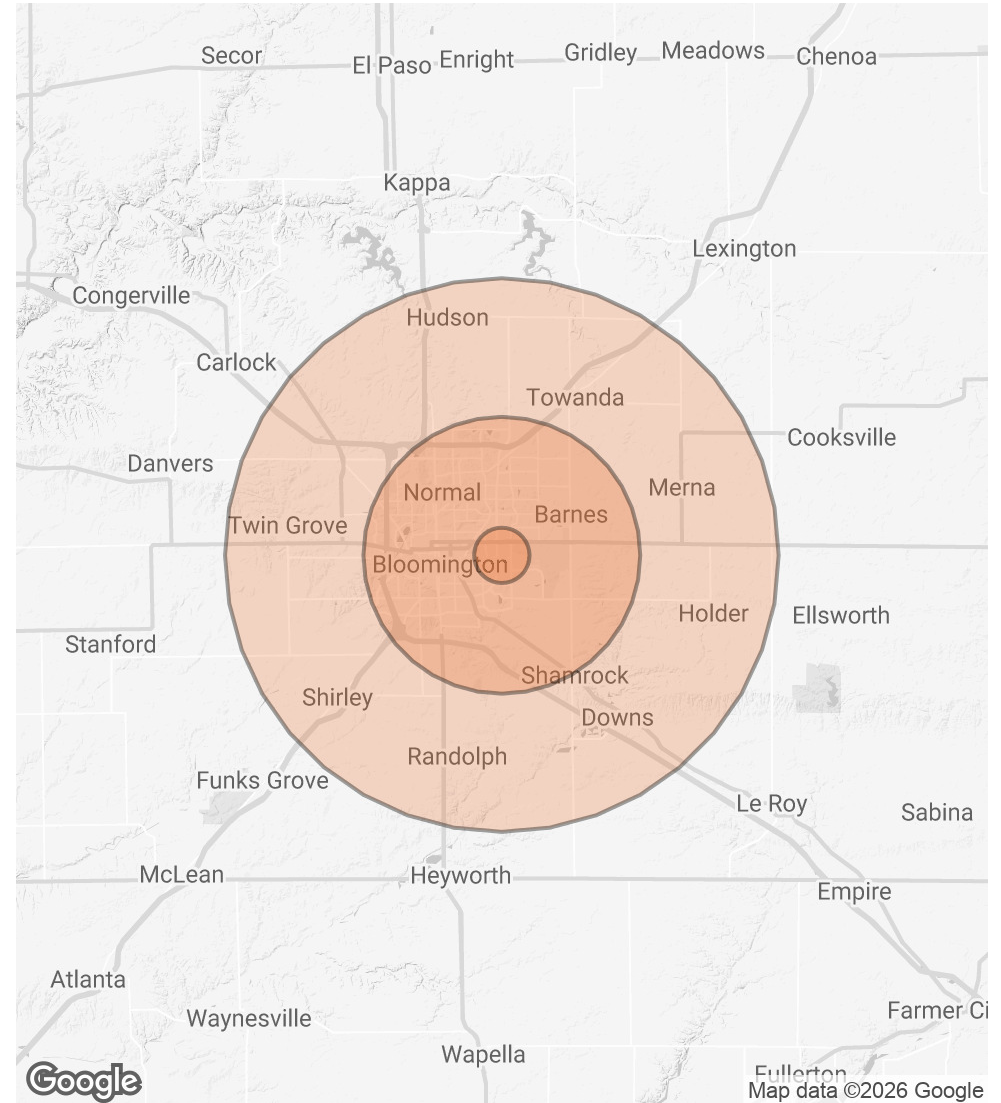 Secor
El Paso
Enright
Gridley
Meadows
Chenoa
Kappa
Lexington
Congerville
Hudson
Carlock
Towanda
Cooksville
Danvers
Normal
Merna
Barnes
Twin Grove
Bloomington
Holder
Ellsworth
Stanford
Shamrock
Shirley
Downs
Randolph
Funks Grove
Le Roy
Sabina
McLean
Heyworth
Empire
Atlanta
Waynesville
Farmer Ci
Wapella
Fullerton
Google
Map data ©2026 Google